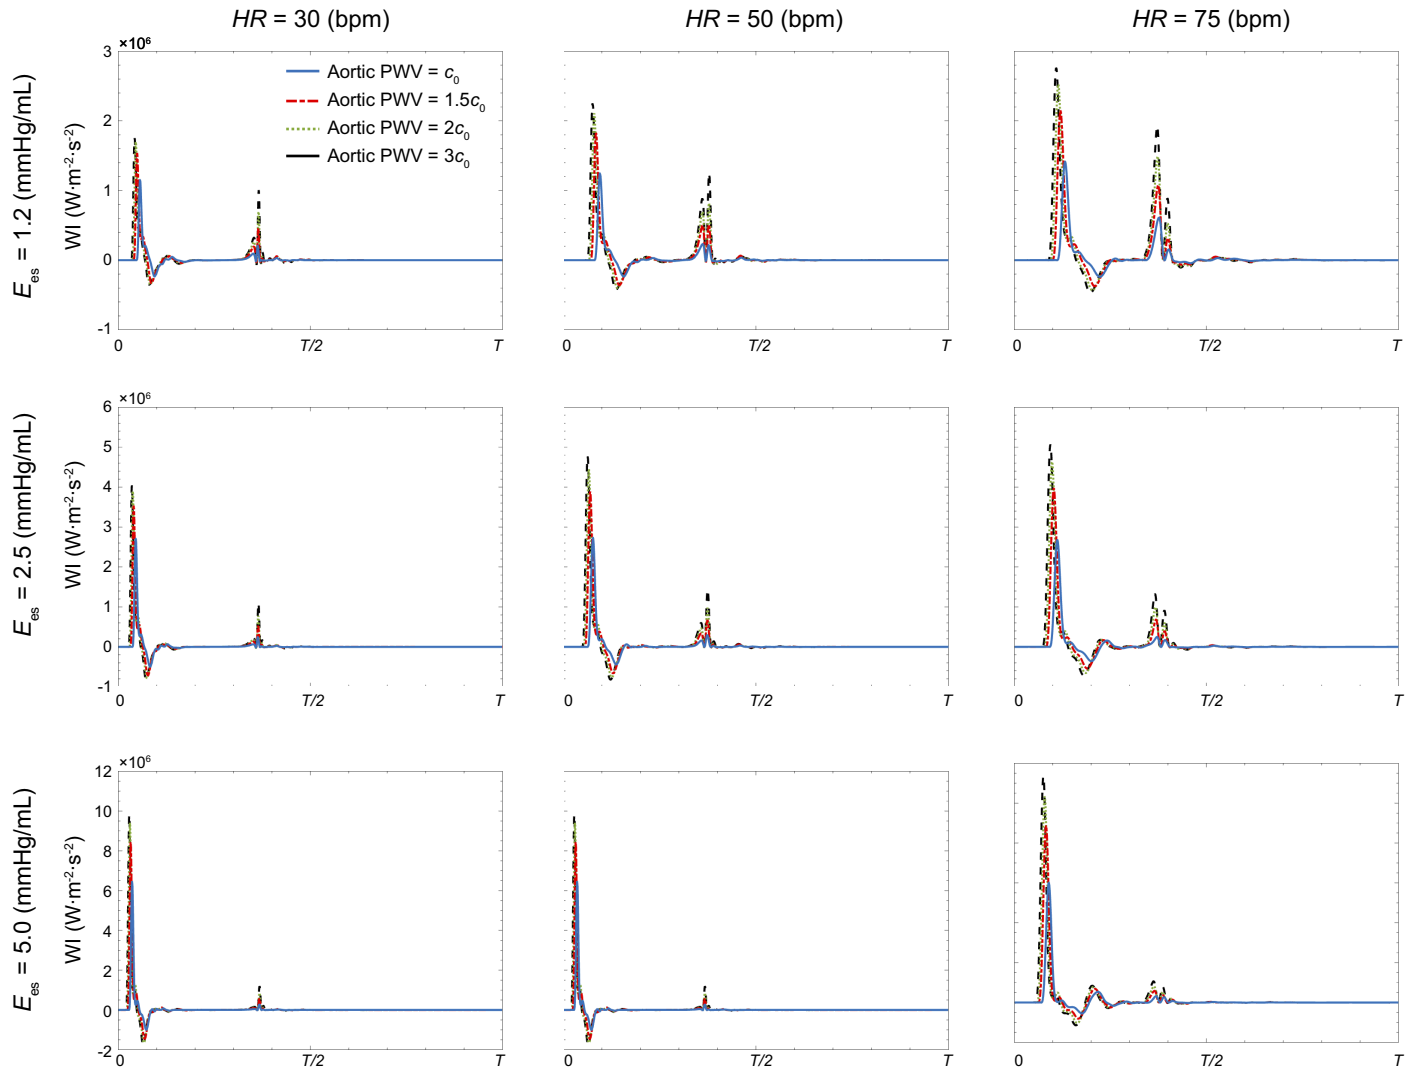 HR = 30 (bpm)
HR = 50 (bpm)
HR = 75 (bpm)
E_es = 1.2 (mmHg/mL)
WI (W·m⁻²·s⁻²)
×10⁶
3
2
1
0
-1
Aortic PWV = c₀
Aortic PWV = 1.5c₀
Aortic PWV = 2c₀
Aortic PWV = 3c₀
0 T/2 T
0 T/2 T
0 T/2 T
E_es = 2.5 (mmHg/mL)
WI (W·m⁻²·s⁻²)
×10⁶
6
5
4
3
2
1
0
-1
0 T/2 T
0 T/2 T
0 T/2 T
E_es = 5.0 (mmHg/mL)
WI (W·m⁻²·s⁻²)
×10⁶
12
10
8
6
4
2
0
-2
0 T/2 T
0 T/2 T
0 T/2 T